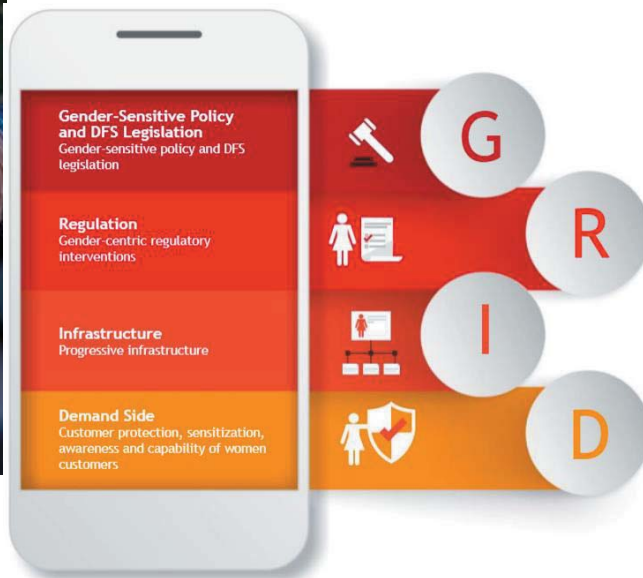 Gender-Sensitive Policy
and DFS Legislation
Gender-sensitive policy and DFS
legislation
G
Regulation
Gender-centric regulatory
interventions
R
Infrastructure
Progressive infrastructure
I
Demand Side
Customer protection, sensitization,
awareness and capability of women
customers
D